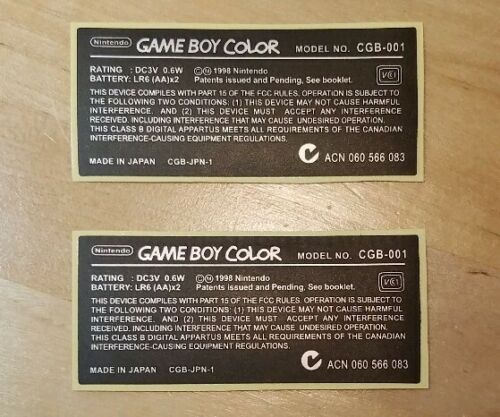 Nintendo GAME BOY COLOR MODEL NO. CGB-001
RATING : DC3V 0.6W ©Ⓜ 1998 Nintendo
BATTERY: LR6 (AA)x2 Patents issued and Pending, See booklet. VCI
THIS DEVICE COMPILES WITH PART 15 OF THE FCC RULES. OPERATION IS SUBJECT TO
THE FOLLOWING TWO CONDITIONS: (1) THIS DEVICE MAY NOT CAUSE HARMFUL
INTERFERENCE. AND (2) THIS DEVICE MUST ACCEPT ANY INTERFERENCE
RECEIVED. INCLUDING INTERFERENCE THAT MAY CAUSE UNDESIRED OPERATION.
THIS CLASS B DIGITAL APPARTUS MEETS ALL REQUIREMENTS OF THE CANADIAN
INTERFERENCE-CAUSING EQUIPMENT REGULATIONS.
MADE IN JAPAN CGB-JPN-1 ACN 060 566 083
Nintendo GAME BOY COLOR MODEL NO. CGB-001
RATING : DC3V 0.6W ©Ⓜ 1998 Nintendo
BATTERY: LR6 (AA)x2 Patents issued and Pending, See booklet. VCI
THIS DEVICE COMPILES WITH PART 15 OF THE FCC RULES. OPERATION IS SUBJECT TO
THE FOLLOWING TWO CONDITIONS: (1) THIS DEVICE MAY NOT CAUSE HARMFUL
INTERFERENCE. AND (2) THIS DEVICE MUST ACCEPT ANY INTERFERENCE
RECEIVED. INCLUDING INTERFERENCE THAT MAY CAUSE UNDESIRED OPERATION.
THIS CLASS B DIGITAL APPARTUS MEETS ALL REQUIREMENTS OF THE CANADIAN
INTERFERENCE-CAUSING EQUIPMENT REGULATIONS.
MADE IN JAPAN CGB-JPN-1 ACN 060 566 083